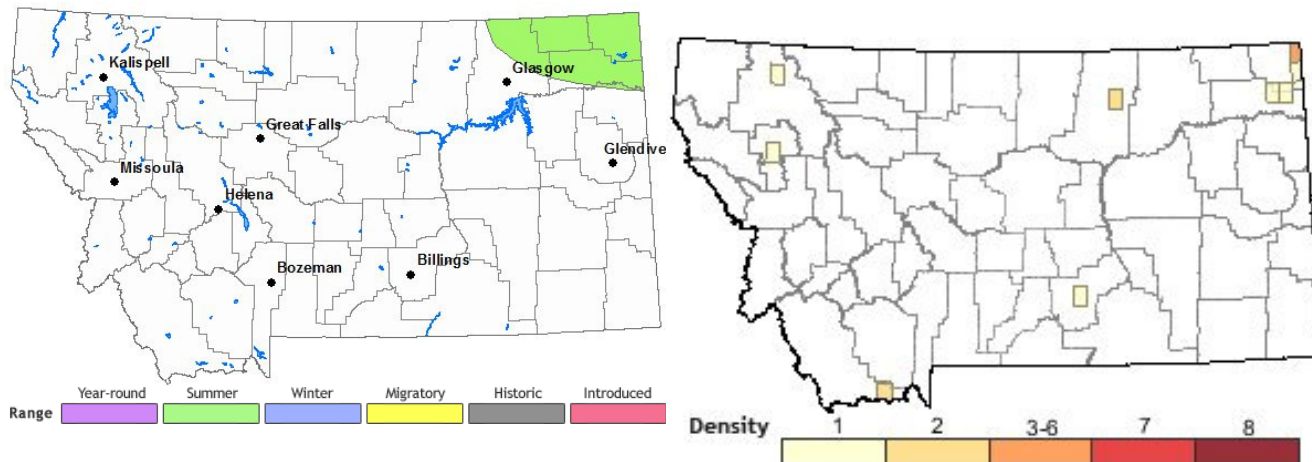 Kalispell
Glasgow
Great Falls
Glendive
Missoula
Helena
Bozeman
Billings
Year-round Summer Winter Migratory Historic Introduced
Range
Density 1 2 3-6 7 8